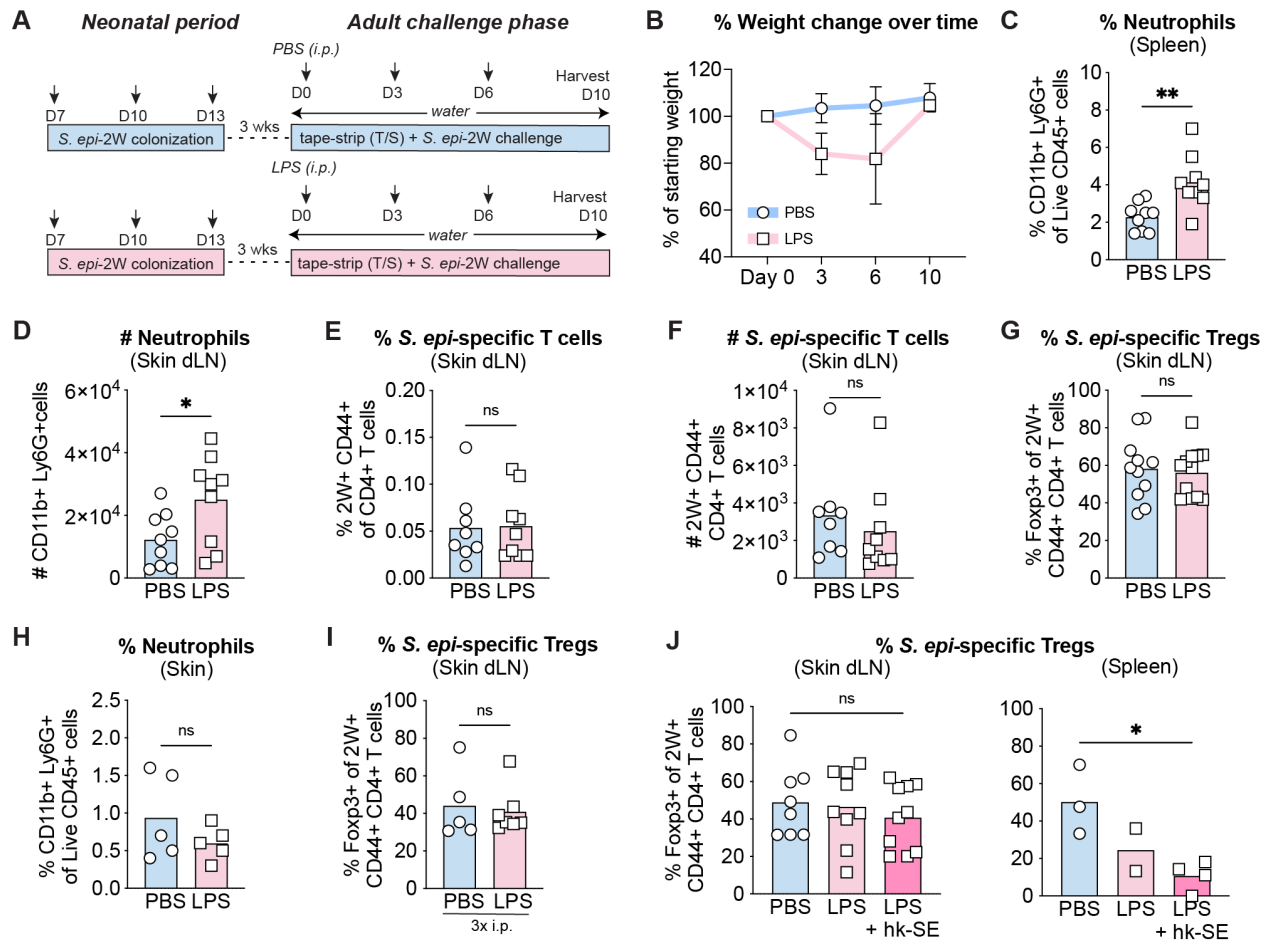 A
Neonatal period
Adult challenge phase
PBS (i.p.)
Harvest
D7
D10
D13
D0
D3
D6
D10
water
3 wks
S. epi-2W colonization
tape-strip (T/S) + S. epi-2W challenge
LPS (i.p.)
Harvest
D7
D10
D13
D0
D3
D6
D10
water
3 wks
S. epi-2W colonization
tape-strip (T/S) + S. epi-2W challenge
B
% Weight change over time
% of starting weight
120
100
80
60
40
PBS
LPS
Day 0
3
6
10
C
% Neutrophils
(Spleen)
% CD11b+ Ly6G+
of Live CD45+ cells
10
8
6
4
2
0
**
PBS LPS
D
# Neutrophils
(Skin dLN)
# CD11b+ Ly6G+cells
6×10⁴
4×10⁴
2×10⁴
0
*
PBS LPS
E
% S. epi-specific T cells
(Skin dLN)
% 2W+ CD44+
of CD4+ T cells
0.20
0.15
0.10
0.05
0.00
ns
PBS LPS
F
# S. epi-specific T cells
(Skin dLN)
# 2W+ CD44+
CD4+ T cells
1×10⁴
8×10³
6×10³
4×10³
2×10³
0
ns
PBS LPS
G
% S. epi-specific Tregs
(Skin dLN)
% Foxp3+ of 2W+
CD44+ CD4+ T cells
100
80
60
40
20
0
ns
PBS LPS
H
% Neutrophils
(Skin)
% CD11b+ Ly6G+
of Live CD45+ cells
2.5
2.0
1.5
1.0
0.5
0.0
ns
PBS LPS
I
% S. epi-specific Tregs
(Skin dLN)
% Foxp3+ of 2W+
CD44+ CD4+ T cells
100
80
60
40
20
0
ns
PBS LPS
3x i.p.
J
% S. epi-specific Tregs
(Skin dLN)
% Foxp3+ of 2W+
CD44+ CD4+ T cells
100
80
60
40
20
0
ns
PBS
LPS
LPS
+ hk-SE
(Spleen)
100
80
60
40
20
0
*
PBS
LPS
LPS
+ hk-SE